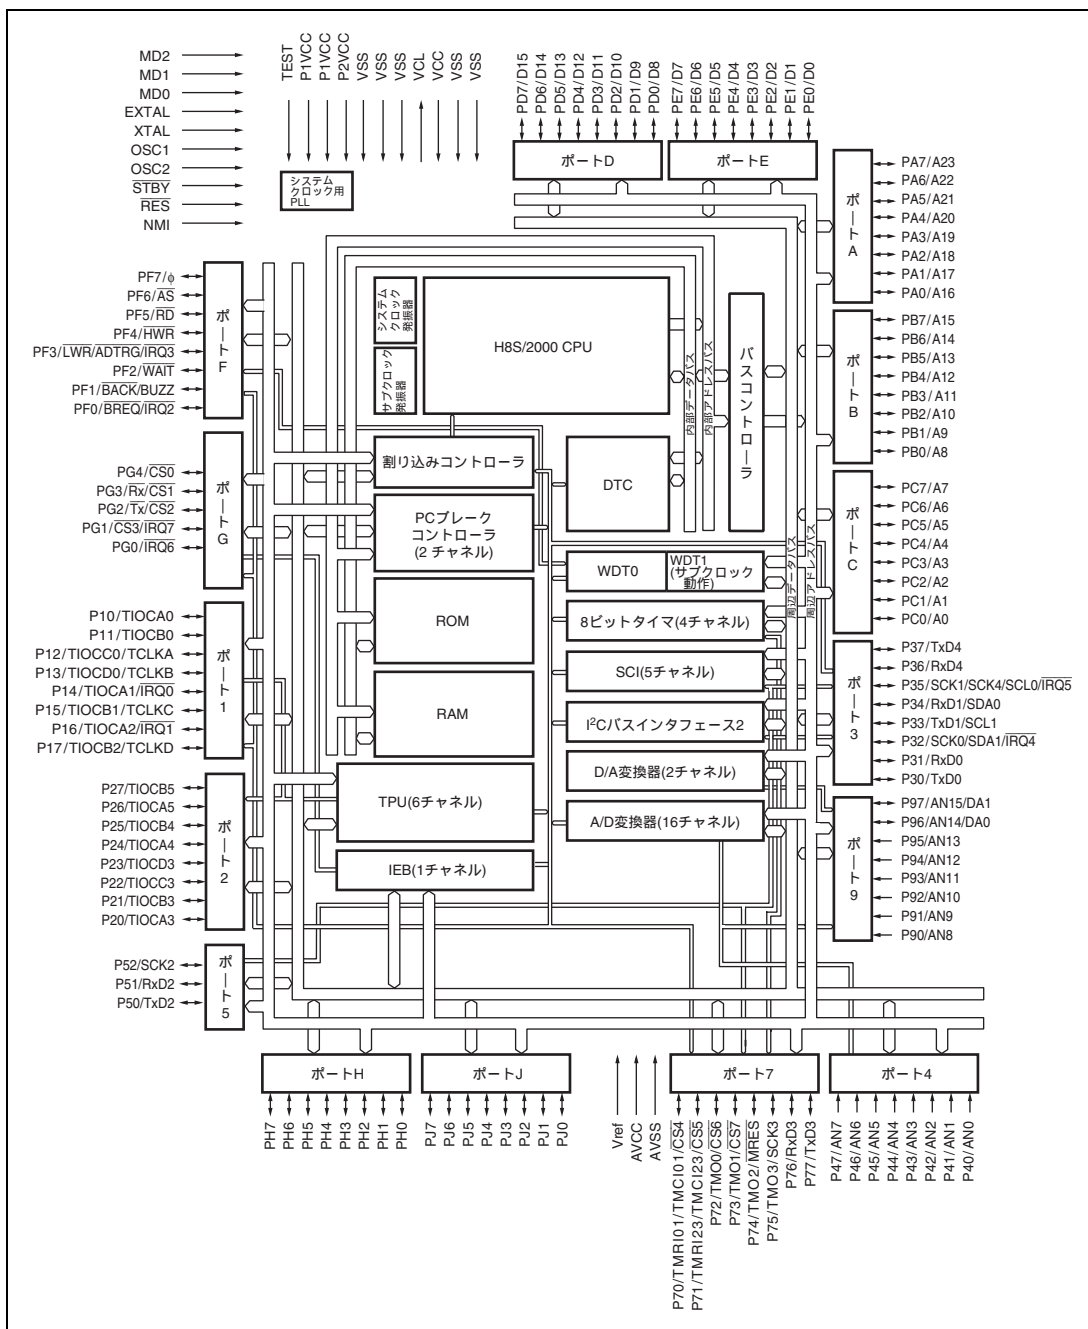 MD2
MD1
MD0
EXTAL
XTAL
OSC1
OSC2
STBY
RES
NMI
TEST
P1VCC
P1VCC
P2VCC
VSS
VSS
VSS
VCL
VCC
VSS
VSS
システム
クロック用
PLL
PD7/D15
PD6/D14
PD5/D13
PD4/D12
PD3/D11
PD2/D10
PD1/D9
PD0/D8
PE7/D7
PE6/D6
PE5/D5
PE4/D4
PE3/D3
PE2/D2
PE1/D1
PE0/D0
ポートD
ポートE
ポートA
PA7/A23
PA6/A22
PA5/A21
PA4/A20
PA3/A19
PA2/A18
PA1/A17
PA0/A16
PF7/ϕ
PF6/AS
PF5/RD
PF4/HWR
PF3/LWR/ADTRG/IRQ3
PF2/WAIT
PF1/BACK/BUZZ
PF0/BREQ/IRQ2
ポートF
システム
クロック
発振器
サブクロック
発振器
H8S/2000 CPU
内部データバス
内部アドレスバス
バスコントローラ
ポートB
PB7/A15
PB6/A14
PB5/A13
PB4/A12
PB3/A11
PB2/A10
PB1/A9
PB0/A8
PG4/CS0
PG3/Rx/CS1
PG2/Tx/CS2
PG1/CS3/IRQ7
PG0/IRQ6
ポートG
割り込みコントローラ
PCブレーク
コントローラ
(2 チャネル)
DTC
ポートC
PC7/A7
PC6/A6
PC5/A5
PC4/A4
PC3/A3
PC2/A2
PC1/A1
PC0/A0
WDT0
WDT1
(サブクロック
動作)
周辺データバス
周辺アドレスバス
P10/TIOCA0
P11/TIOCB0
P12/TIOCC0/TCLKA
P13/TIOCD0/TCLKB
P14/TIOCA1/IRQ0
P15/TIOCB1/TCLKC
P16/TIOCA2/IRQ1
P17/TIOCB2/TCLKD
ポート1
ROM
RAM
8ビットタイマ(4チャネル)
SCI(5チャネル)
I²Cバスインタフェース2
D/A変換器(2チャネル)
A/D変換器(16チャネル)
ポート3
P37/TxD4
P36/RxD4
P35/SCK1/SCK4/SCL0/IRQ5
P34/RxD1/SDA0
P33/TxD1/SCL1
P32/SCK0/SDA1/IRQ4
P31/RxD0
P30/TxD0
P27/TIOCB5
P26/TIOCA5
P25/TIOCB4
P24/TIOCA4
P23/TIOCD3
P22/TIOCC3
P21/TIOCB3
P20/TIOCA3
ポート2
TPU(6チャネル)
IEB(1チャネル)
ポート9
P97/AN15/DA1
P96/AN14/DA0
P95/AN13
P94/AN12
P93/AN11
P92/AN10
P91/AN9
P90/AN8
P52/SCK2
P51/RxD2
P50/TxD2
ポート5
ポートH
ポートJ
ポート7
ポート4
PH7
PH6
PH5
PH4
PH3
PH2
PH1
PH0
PJ7
PJ6
PJ5
PJ4
PJ3
PJ2
PJ1
PJ0
Vref
AVCC
AVSS
P70/TMRI01/TMCI01/CS4
P71/TMRI23/TMCI23/CS5
P72/TMO0/CS6
P73/TMO1/CS7
P74/TMO2/MRES
P75/TMO3/SCK3
P76/RxD3
P77/TxD3
P47/AN7
P46/AN6
P45/AN5
P44/AN4
P43/AN3
P42/AN2
P41/AN1
P40/AN0